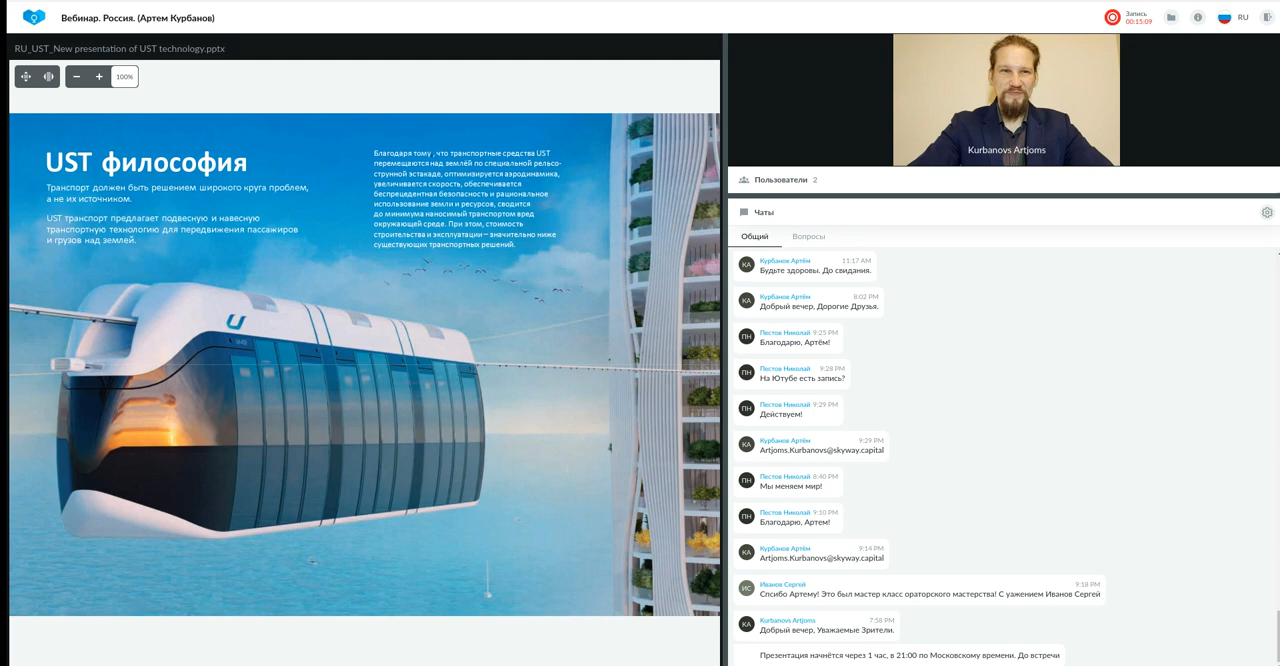 Вебинар. Россия. (Артем Курбанов)
Запись
00:15:09
RU
RU_UST_New presentation of UST technology.pptx
100%
UST философия
Транспорт должен быть решением широкого круга проблем,
а не их источником.
UST транспорт предлагает подвесную и навесную
транспортную технологию для передвижения пассажиров
и грузов над землей.
Благодаря тому , что транспортные средства UST
перемещаются над землёй по специальной рельсо-
струнной эстакаде, оптимизируется аэродинамика,
увеличивается скорость, обеспечивается
беспрецедентная безопасность и рациональное
использование земли и ресурсов, сводится
до минимума наносимый транспортом вред
окружающей среде. При этом, стоимость
строительства и эксплуатации – значительно ниже
существующих транспортных решений.
Kurbanovs Artjoms
Пользователи 2
Чаты
Общий Вопросы
КА Курбанов Артём 11:17 AM
Будьте здоровы. До свидания.
КА Курбанов Артём 8:02 PM
Добрый вечер, Дорогие Друзья.
ПН Пестов Николай 9:25 PM
Благодарю, Артём!
ПН Пестов Николай 9:28 PM
На Ютубе есть запись?
ПН Пестов Николай 9:29 PM
Действуем!
КА Курбанов Артём 9:29 PM
Artjoms.Kurbanovs@skyway.capital
ПН Пестов Николай 8:40 PM
Мы меняем мир!
ПН Пестов Николай 9:10 PM
Благодарю, Артем!
КА Курбанов Артём 9:14 PM
Artjoms.Kurbanovs@skyway.capital
ИС Иванов Сергей 9:18 PM
Спсибо Артему! Это был мастер класс ораторского мастерства! С уажением Иванов Сергей
КА Kurbanovs Artjoms 7:58 PM
Добрый вечер, Уважаемые Зрители.
Презентация начнётся через 1 час, в 21:00 по Московскому времени. До встречи